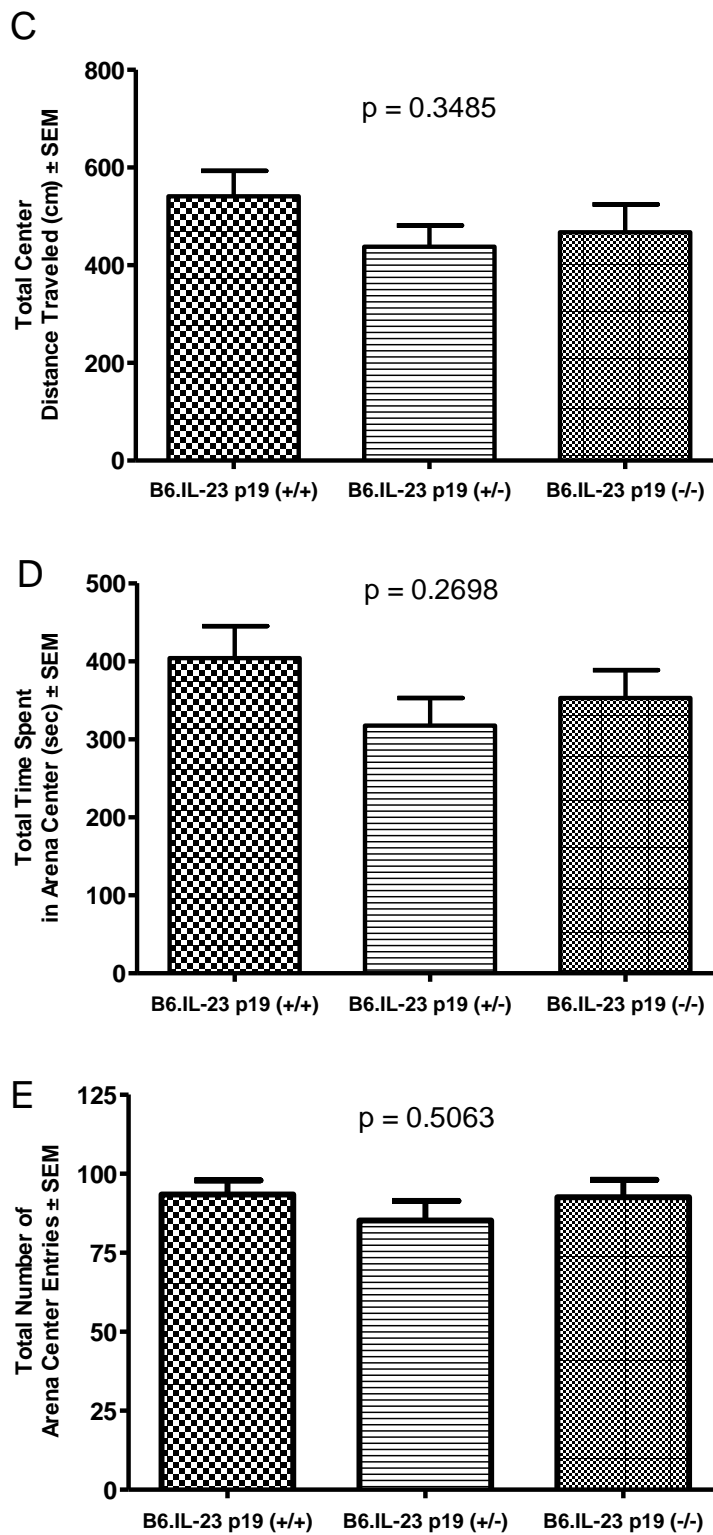 C
Total Center
Distance Traveled (cm) ± SEM
800
600
400
200
0
p = 0.3485
B6.IL-23 p19 (+/+)
B6.IL-23 p19 (+/-)
B6.IL-23 p19 (-/-)
D
Total Time Spent
in Arena Center (sec) ± SEM
500
400
300
200
100
0
p = 0.2698
B6.IL-23 p19 (+/+)
B6.IL-23 p19 (+/-)
B6.IL-23 p19 (-/-)
E
Total Number of
Arena Center Entries ± SEM
125
100
75
50
25
0
p = 0.5063
B6.IL-23 p19 (+/+)
B6.IL-23 p19 (+/-)
B6.IL-23 p19 (-/-)